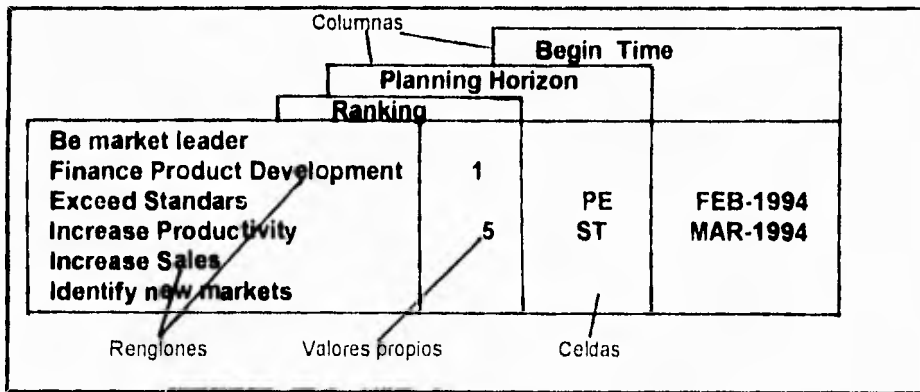 Columnas
Begin Time
Planning Horizon
Ranking
Be market leader
Finance Product Development 1
Exceed Standars PE FEB-1994
Increase Productivity 5 ST MAR-1994
Increase Sales
Identify new markets
Renglones Valores propios Celdas